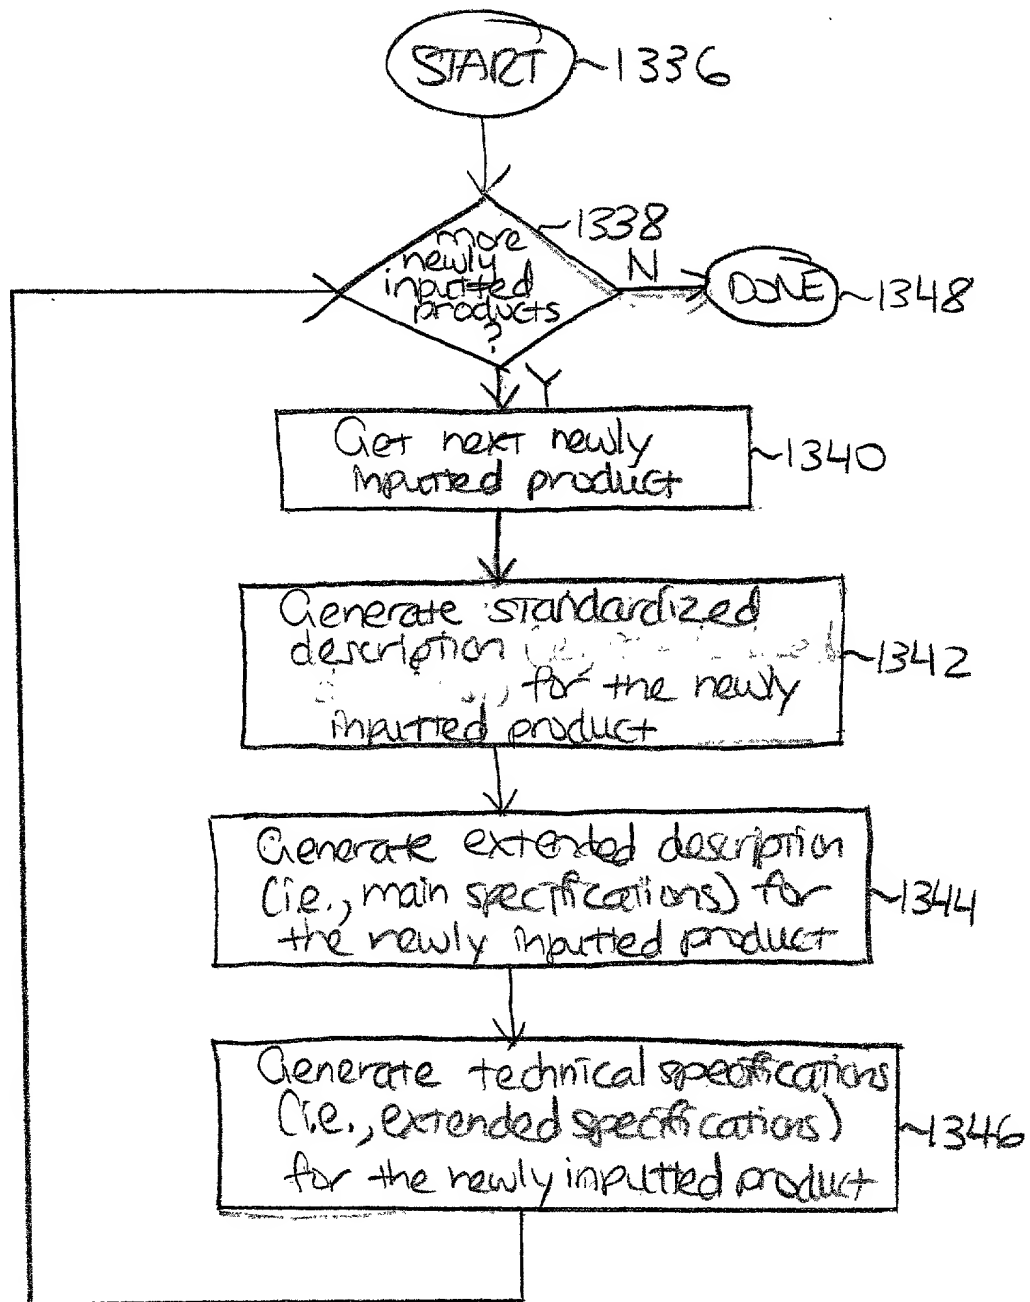 START ~1336
~1338
more
newly
inputted
products
?
N
DONE ~1348
Y
Get next newly
inputted product
~1340
Generate standardized
description (i.e.,
) for the newly
inputted product
~1342
Generate extended description
(i.e., main specifications) for
the newly inputted product
~1344
Generate technical specifications
(i.e., extended specifications)
for the newly inputted product
~1346